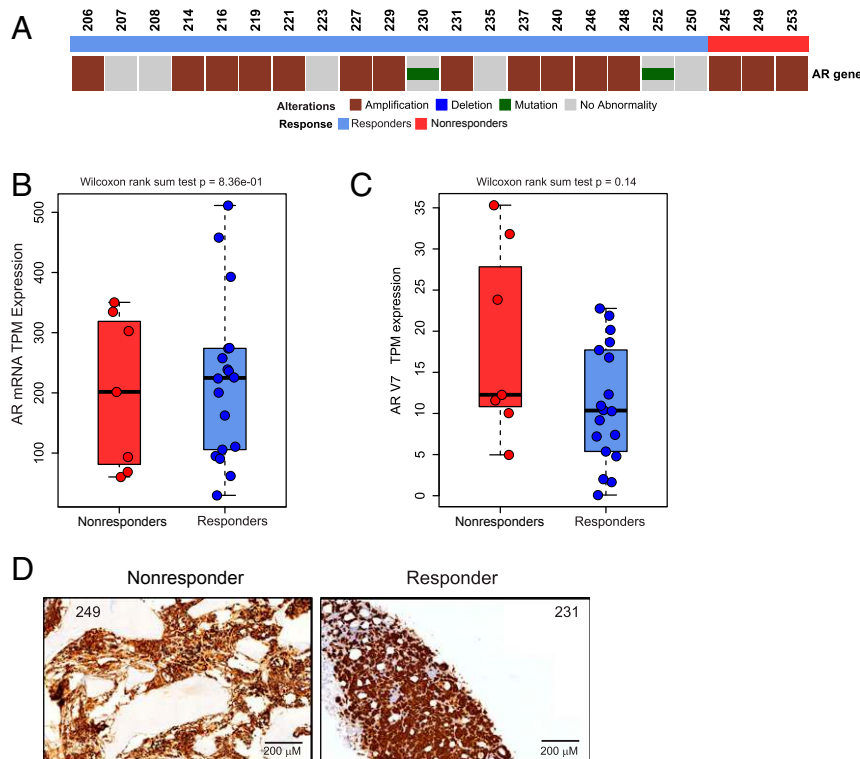 A
206 207 208 214 216 219 221 223 227 229 230 231 235 237 240 246 248 252 250 245 249 253
AR gene
Alterations Amplification Deletion Mutation No Abnormality
Response Responders Nonresponders
B
Wilcoxon rank sum test p = 8.36e-01
AR mRNA TPM Expression
500
400
300
200
100
Nonresponders Responders
C
Wilcoxon rank sum test p = 0.14
AR V7 TPM expression
35
30
25
20
15
10
5
0
Nonresponders Responders
D
Nonresponder Responder
249 231
200 µM 200 µM